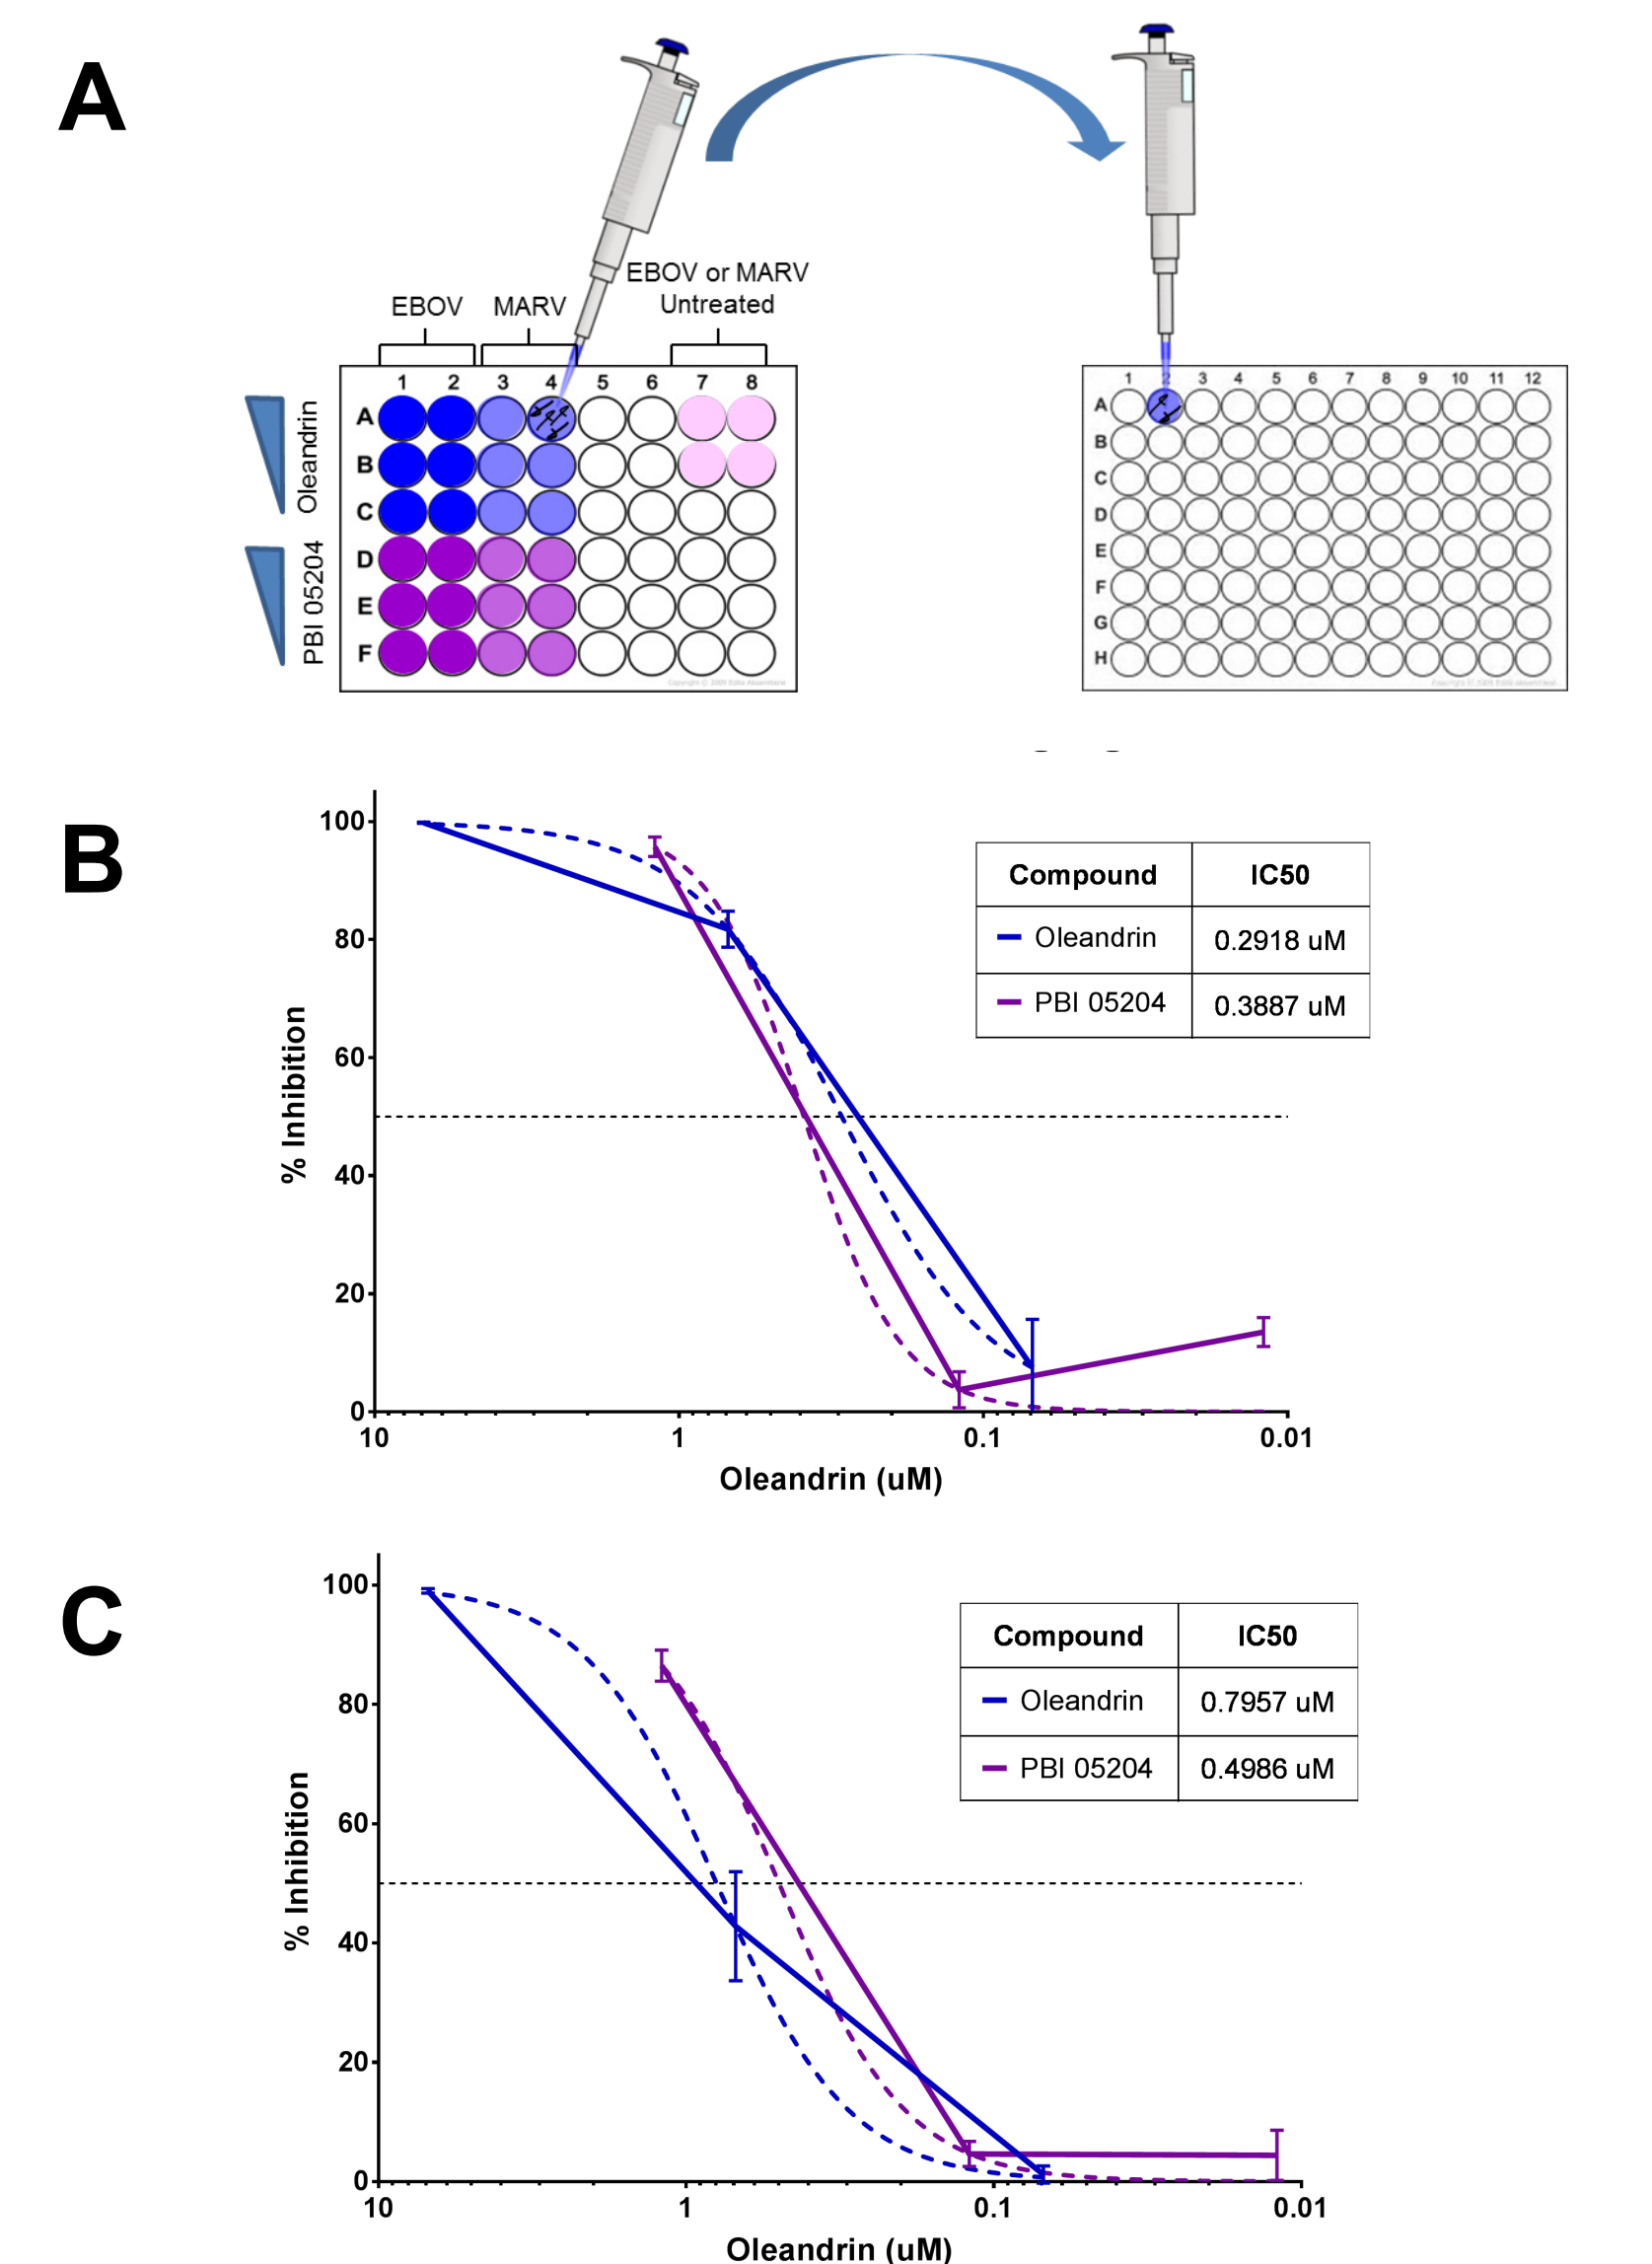 A
EBOV MARV
EBOV or MARV
Untreated
1 2 3 4 5 6 7 8
A
B
C
D
E
F
Oleandrin
PBI 05204
1 2 3 4 5 6 7 8 9 10 11 12
A
B
C
D
E
F
G
H
B
% Inhibition
100
80
60
40
20
0
10 1 0.1 0.01
Oleandrin (uM)
Compound IC50
Oleandrin 0.2918 uM
PBI 05204 0.3887 uM
C
% Inhibition
100
80
60
40
20
0
10 1 0.1 0.01
Oleandrin (uM)
Compound IC50
Oleandrin 0.7957 uM
PBI 05204 0.4986 uM